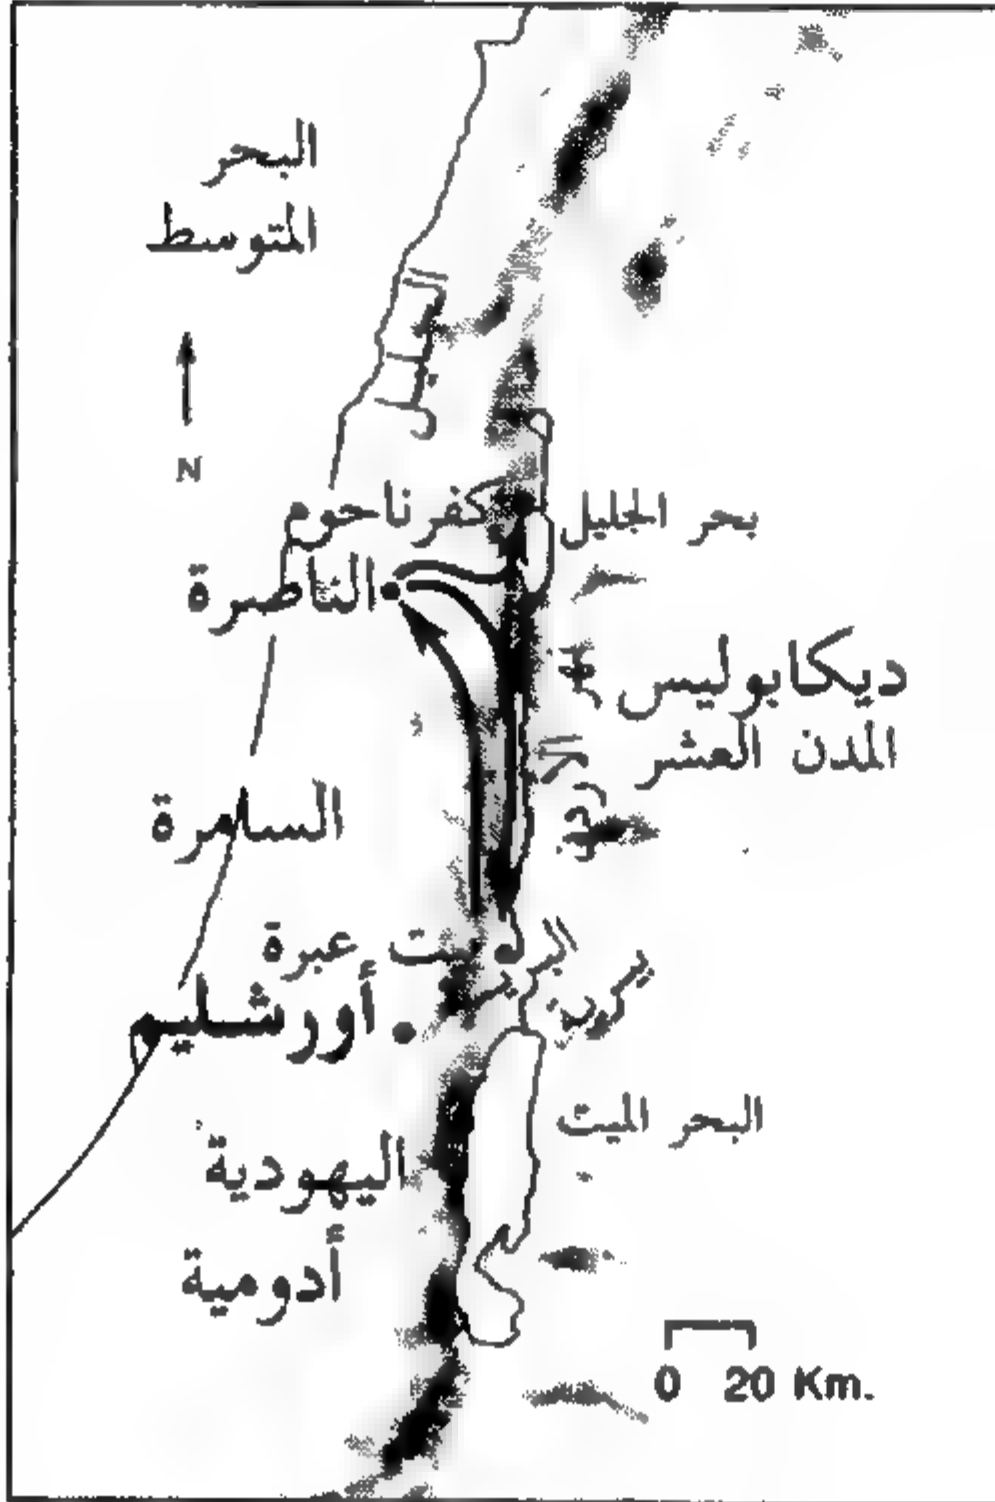 البحر
المتوسط
N
كفرناحوم
بحر الجليل
الناصرة
ديكابوليس
المدن العشر
السامرة
عبرة
أورشليم
البحر الميت
اليهودية
أدومية
0 20 Km.